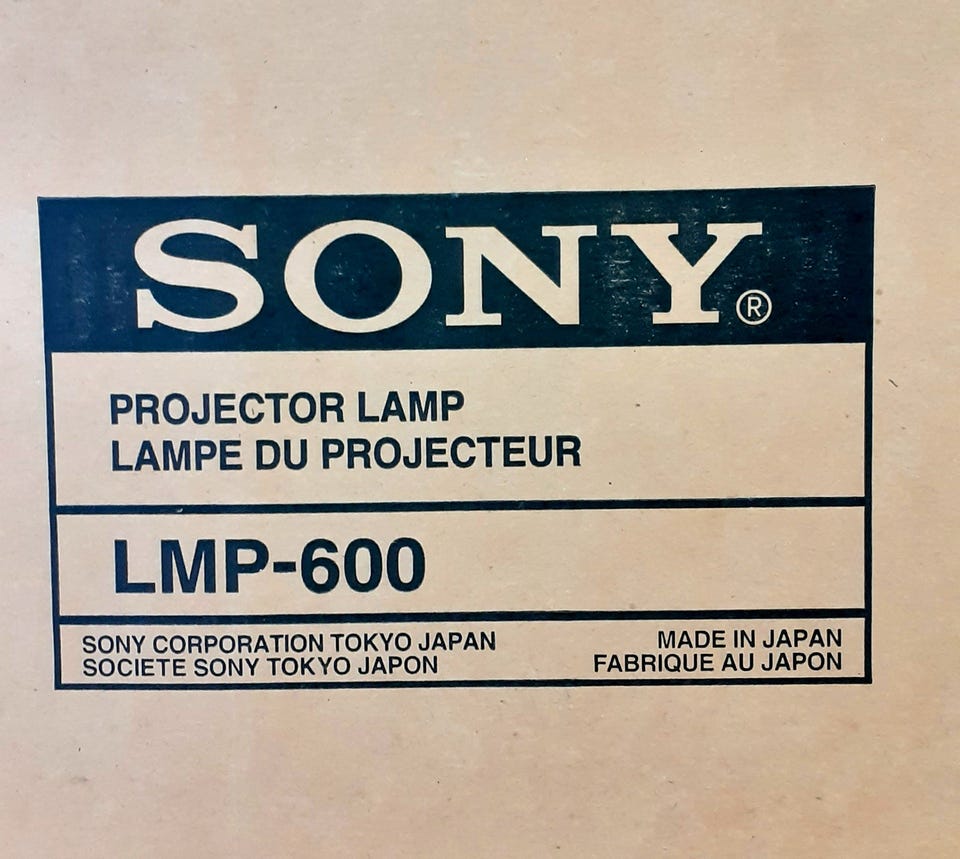 SONY®
PROJECTOR LAMP
LAMPE DU PROJECTEUR
LMP-600
SONY CORPORATION TOKYO JAPAN
SOCIETE SONY TOKYO JAPON
MADE IN JAPAN
FABRIQUE AU JAPON